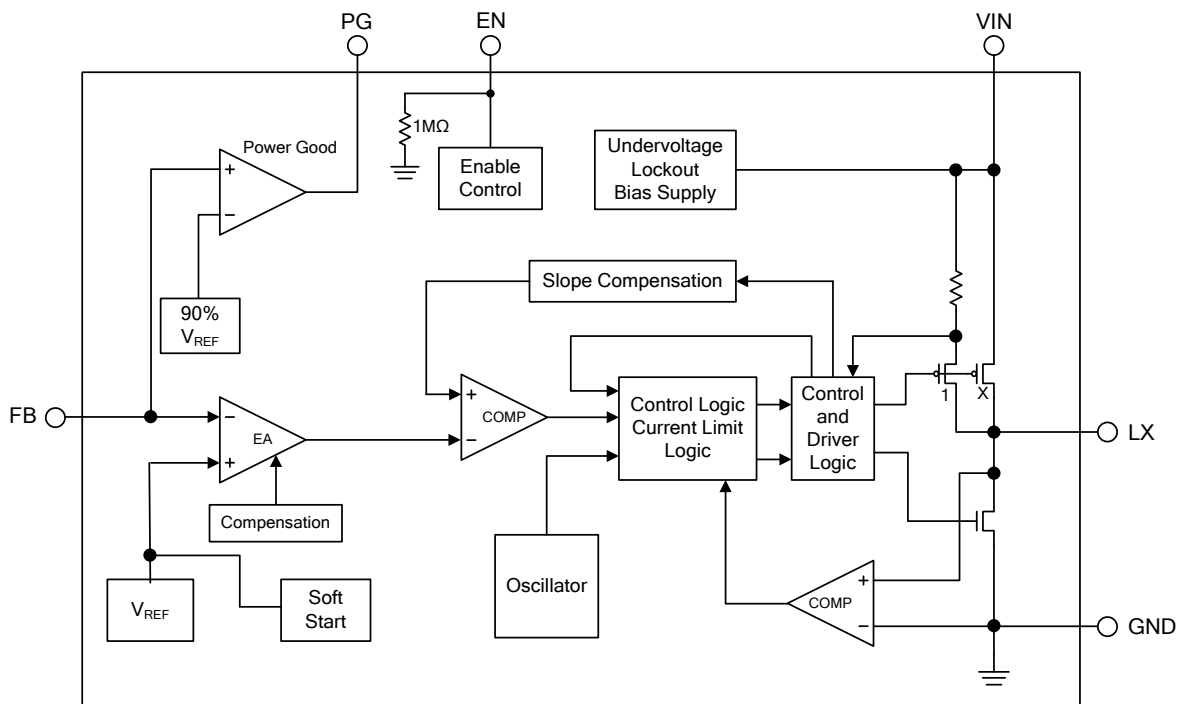 PG
EN
VIN
Power Good
+
−
1MΩ
Enable
Control
Undervoltage
Lockout
Bias Supply
90%
VREF
Slope Compensation
FB
−
EA
+
+
COMP
−
Control Logic
Current Limit
Logic
Control
and
Driver
Logic
1
X
LX
Compensation
Oscillator
VREF
Soft
Start
+
COMP
−
GND